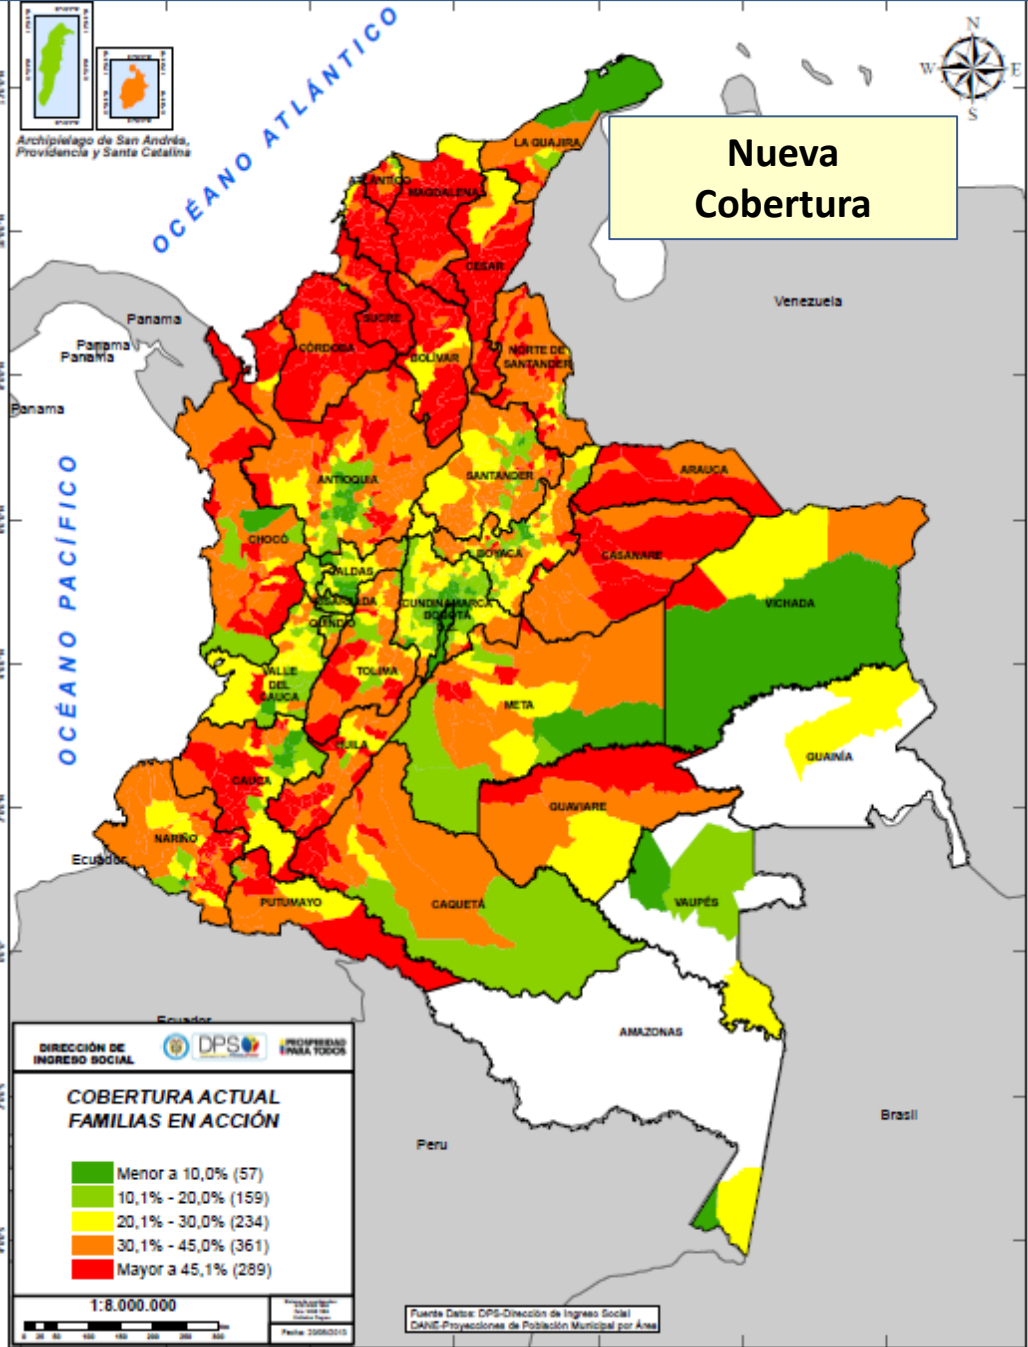 Archipielago de San Andrés,
Providencia y Santa Catalina
OCÉANO ATLÁNTICO
N
W
E
S
Nueva
Cobertura
LA GUAJIRA
ATLÁNTICO
MAGDALENA
CESAR
Venezuela
Panama
Panama
Panama
Panama
SUCRE
CÓRDOBA
BOLÍVAR
NORTE DE
SANTANDER
OCÉANO PACÍFICO
ANTIOQUIA
SANTANDER
ARAUCA
CHOCÓ
BOYACÁ
CASANARE
CALDAS
RISARALDA
CUNDINAMARCA
BOGOTÁ
D.C.
QUINDIO
VICHADA
VALLE
DEL
CAUCA
TOLIMA
META
HUILA
GUAINÍA
CAUCA
GUAVIARE
NARIÑO
Ecuador
PUTUMAYO
CAQUETÁ
VAUPÉS
AMAZONAS
Ecuador
Peru
Brasil
DIRECCIÓN DE
INGRESO SOCIAL
DPS
PROSPERIDAD
PARA TODOS
COBERTURA ACTUAL
FAMILIAS EN ACCIÓN
Menor a 10,0% (57)
10,1% - 20,0% (159)
20,1% - 30,0% (234)
30,1% - 45,0% (361)
Mayor a 45,1% (289)
1:8.000.000
Fuente Datos: DPS-Dirección de Ingreso Social
DANE-Proyecciones de Población Municipal por Área